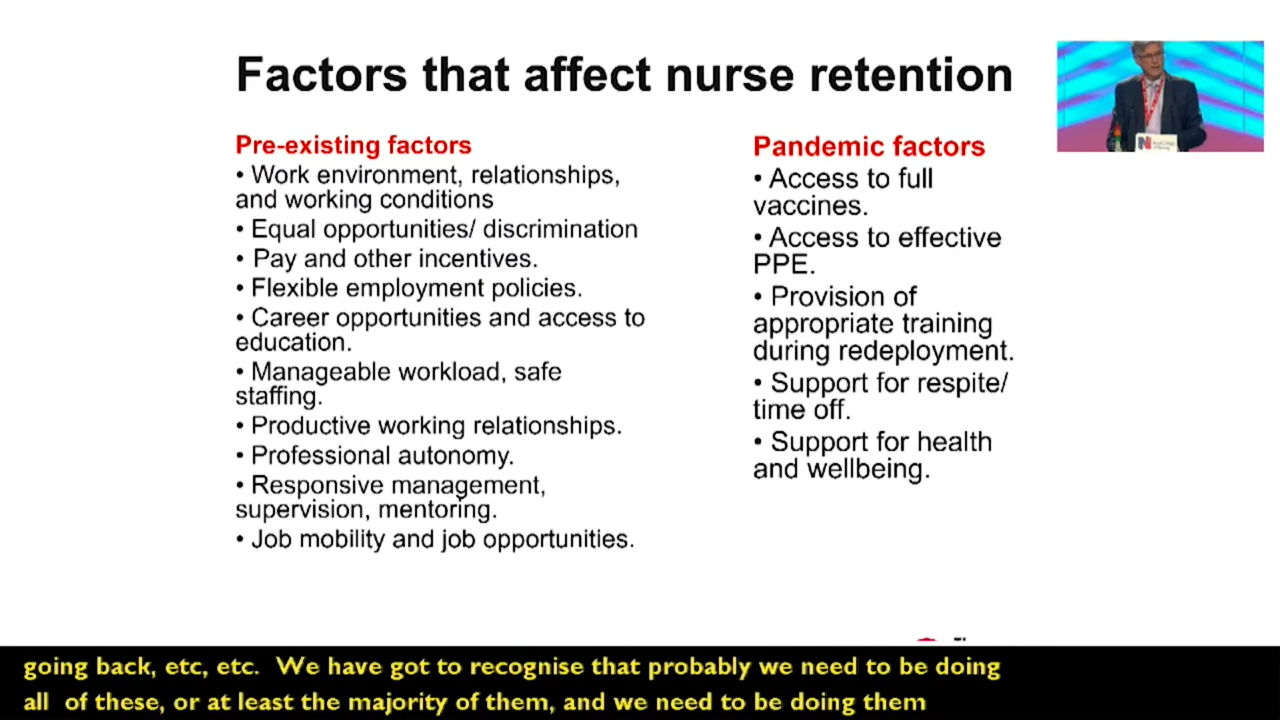 Factors that affect nurse retention
Pre-existing factors
• Work environment, relationships,
and working conditions
• Equal opportunities/ discrimination
• Pay and other incentives.
• Flexible employment policies.
• Career opportunities and access to
education.
• Manageable workload, safe
staffing.
• Productive working relationships.
• Professional autonomy.
• Responsive management,
supervision, mentoring.
• Job mobility and job opportunities.
Pandemic factors
• Access to full
vaccines.
• Access to effective
PPE.
• Provision of
appropriate training
during redeployment.
• Support for respite/
time off.
• Support for health
and wellbeing.
going back, etc, etc. We have got to recognise that probably we need to be doing
all of these, or at least the majority of them, and we need to be doing them